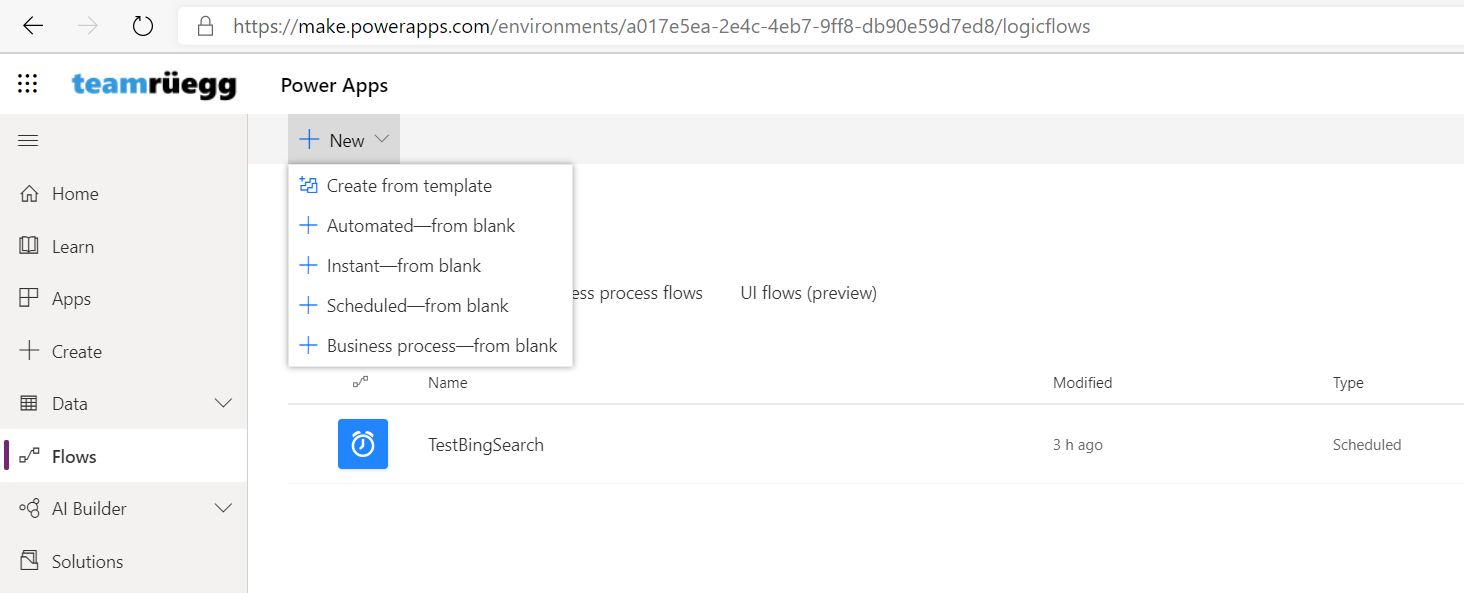 https://make.powerapps.com/environments/a017e5ea-2e4c-4eb7-9ff8-db90e59d7ed8/logicflows
teamrüegg Power Apps
New
Create from template
Automated—from blank
Instant—from blank
Scheduled—from blank
Business process—from blank
Home
Learn
Apps
Create
Data
Flows
AI Builder
Solutions
ess process flows UI flows (preview)
Name Modified Type
TestBingSearch 3 h ago Scheduled